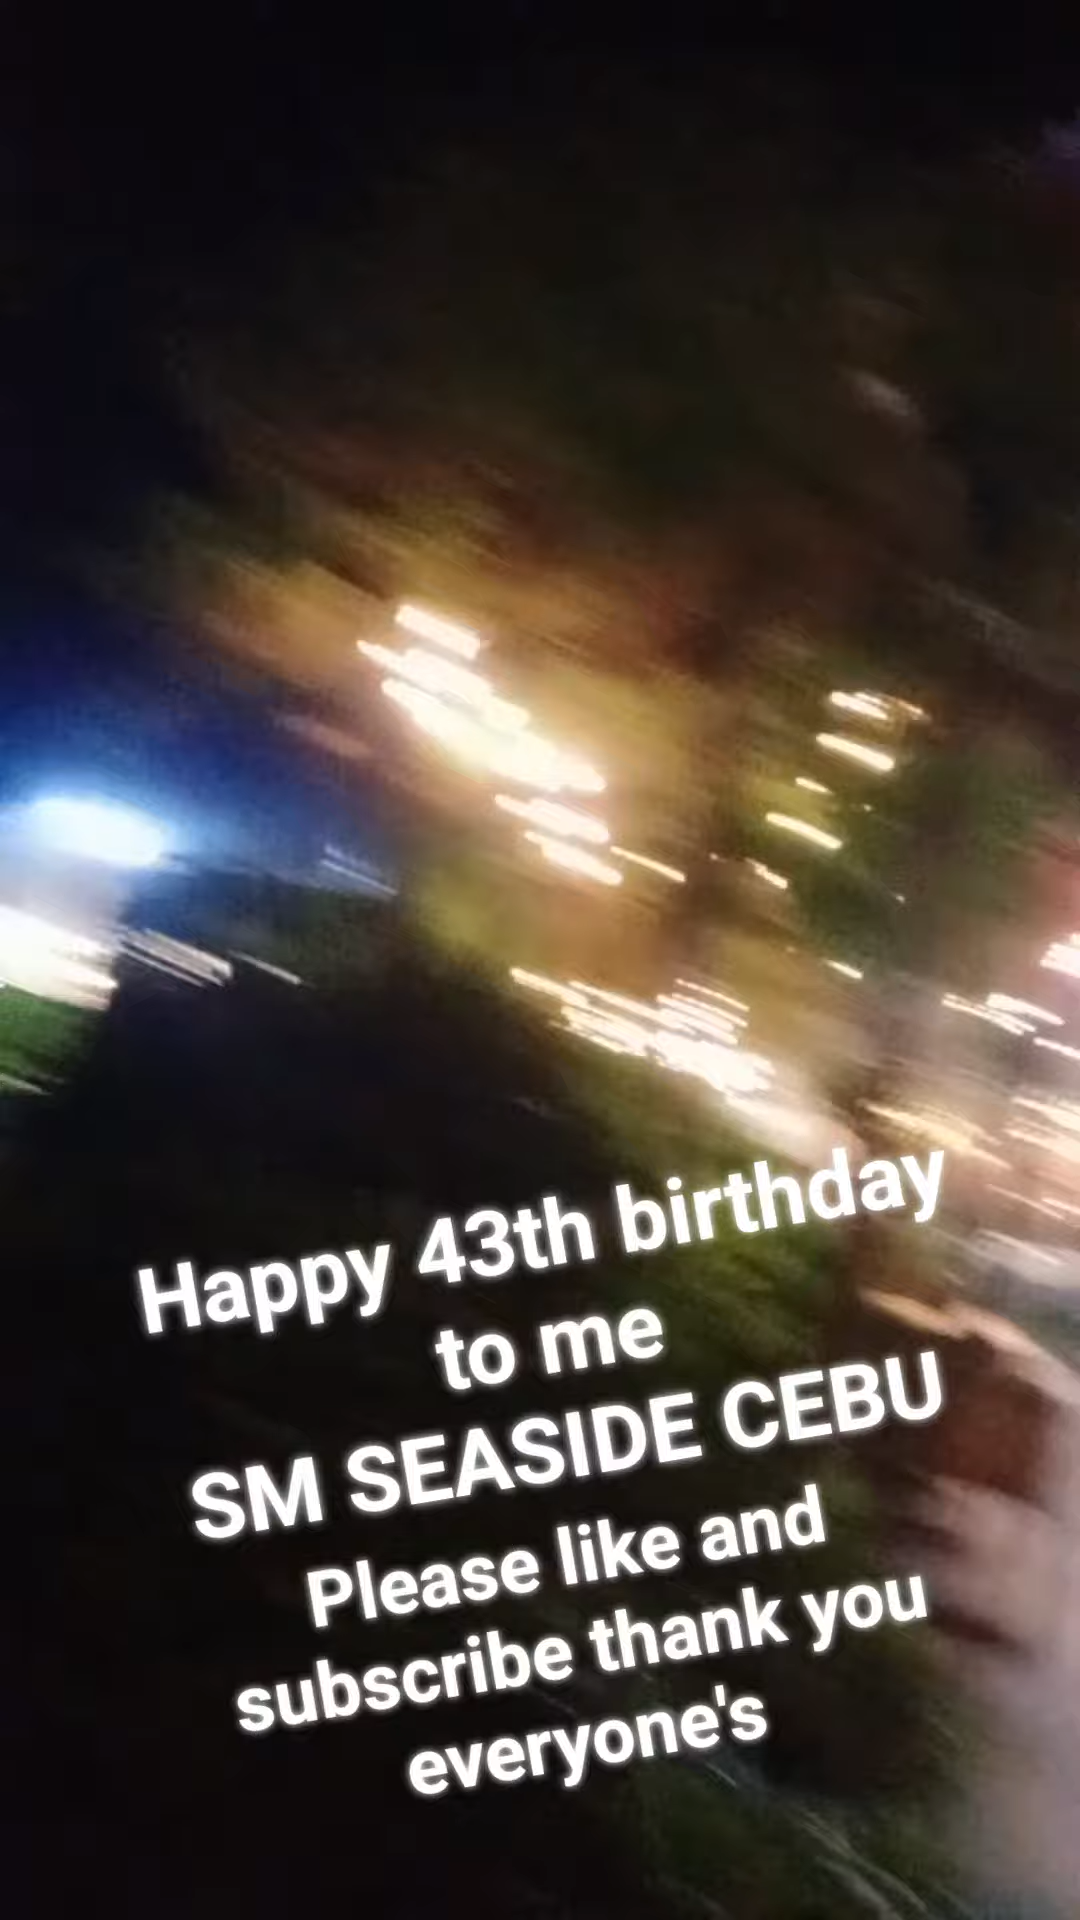 Happy 43th birthday
to me
SM SEASIDE CEBU
Please like and
subscribe thank you
everyone's